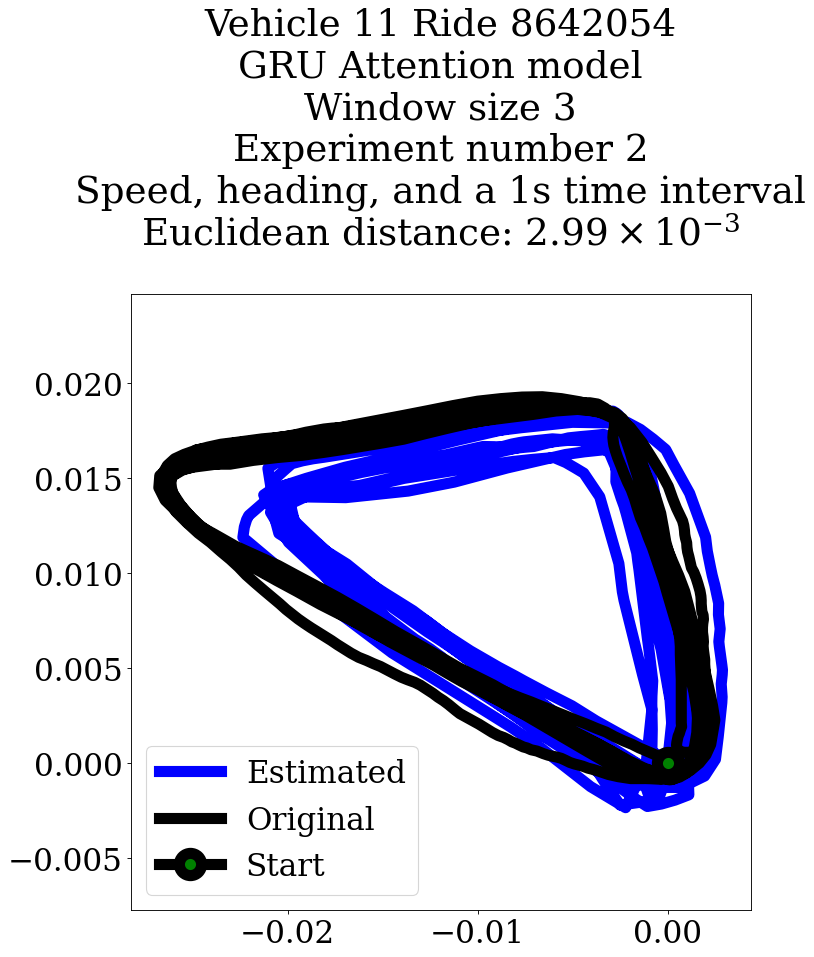 Vehicle 11 Ride 8642054
GRU Attention model
Window size 3
Experiment number 2
Speed, heading, and a 1s time interval
Euclidean distance: 2.99 × 10⁻³
0.020
0.015
0.010
0.005
0.000
−0.005
Estimated
Original
Start
−0.02
−0.01
0.00